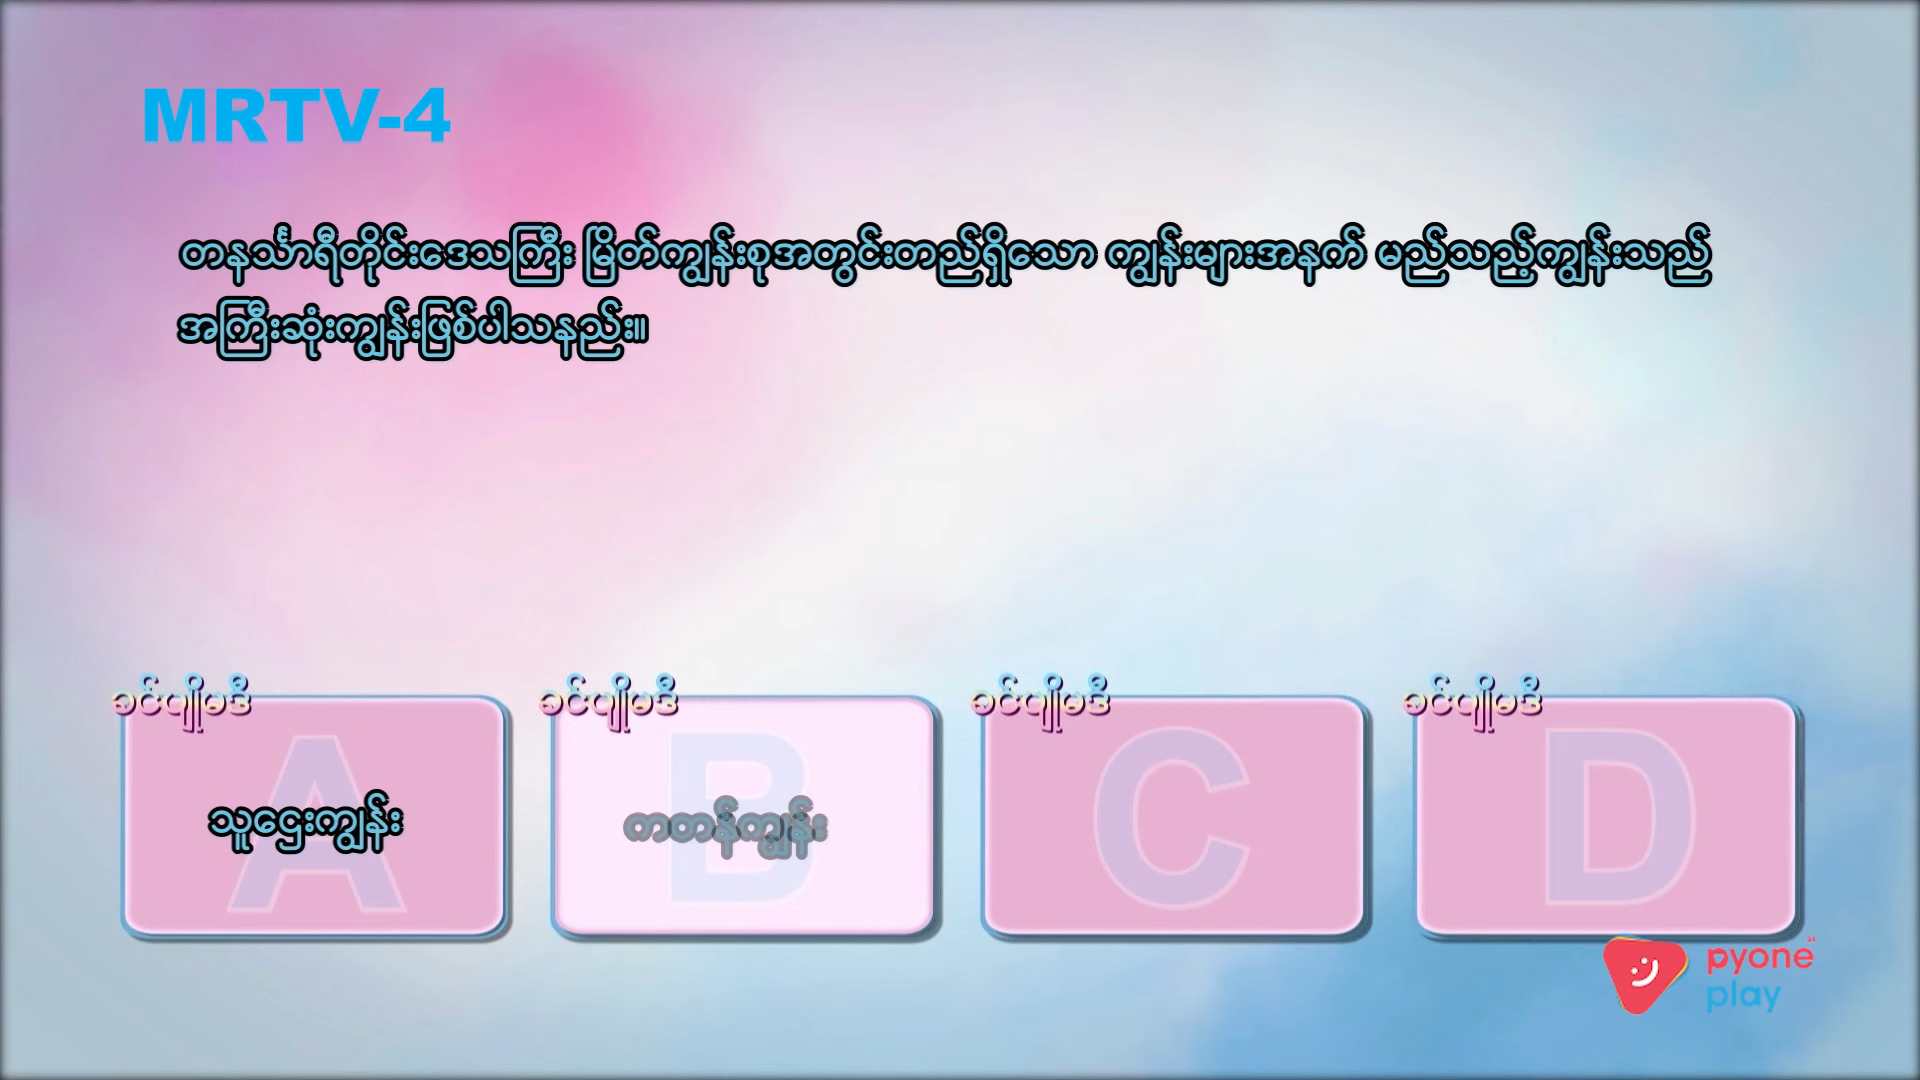 MRTV-4
တနင်္သာရီတိုင်းဒေသကြီး မြိတ်ကျွန်းစုအတွင်းတည်ရှိသော ကျွန်းများအနက် မည်သည့်ကျွန်းသည်
အကြီးဆုံးကျွန်းဖြစ်ပါသနည်း။
ခင်ပျိုမဒီ ခင်ပျိုမဒီ ခင်ပျိုမဒီ ခင်ပျိုမဒီ
A B C D
သူဌေးကျွန်း ကတန်ကျွန်း
pyone
play